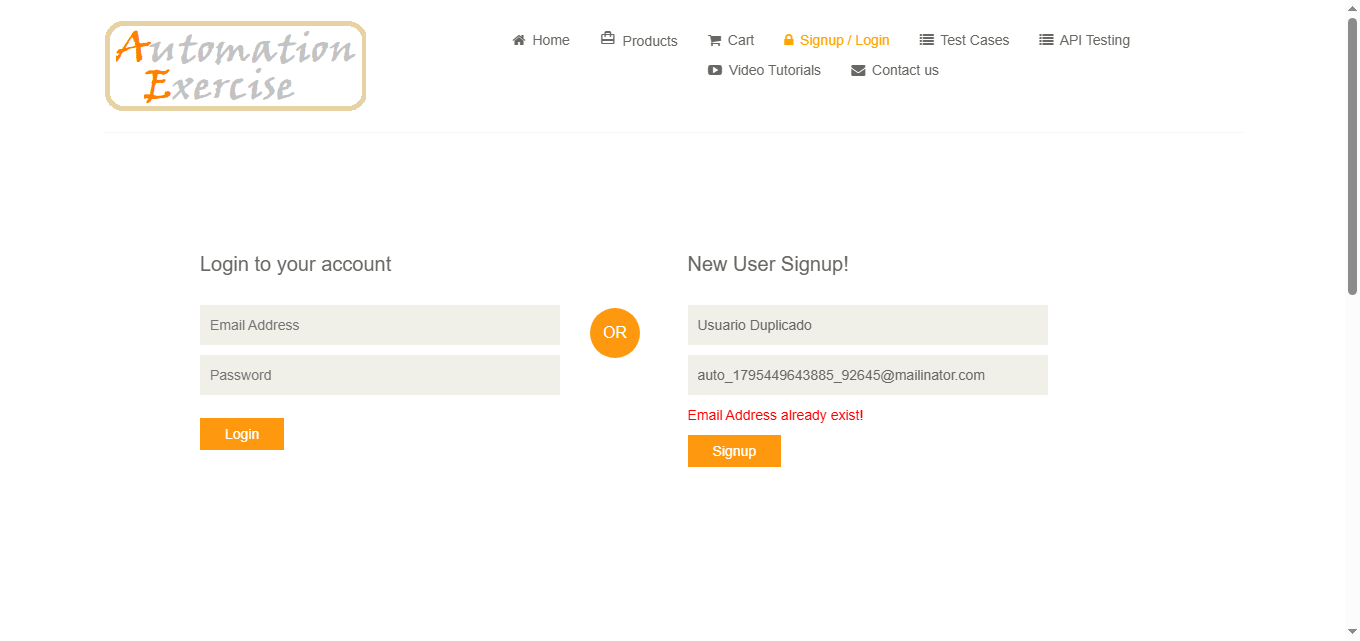 Automation
Exercise
Home Products Cart Signup / Login Test Cases API Testing
Video Tutorials Contact us
Login to your account
Email Address
Password
Login
OR
New User Signup!
Usuario Duplicado
auto_1795449643885_92645@mailinator.com
Email Address already exist!
Signup